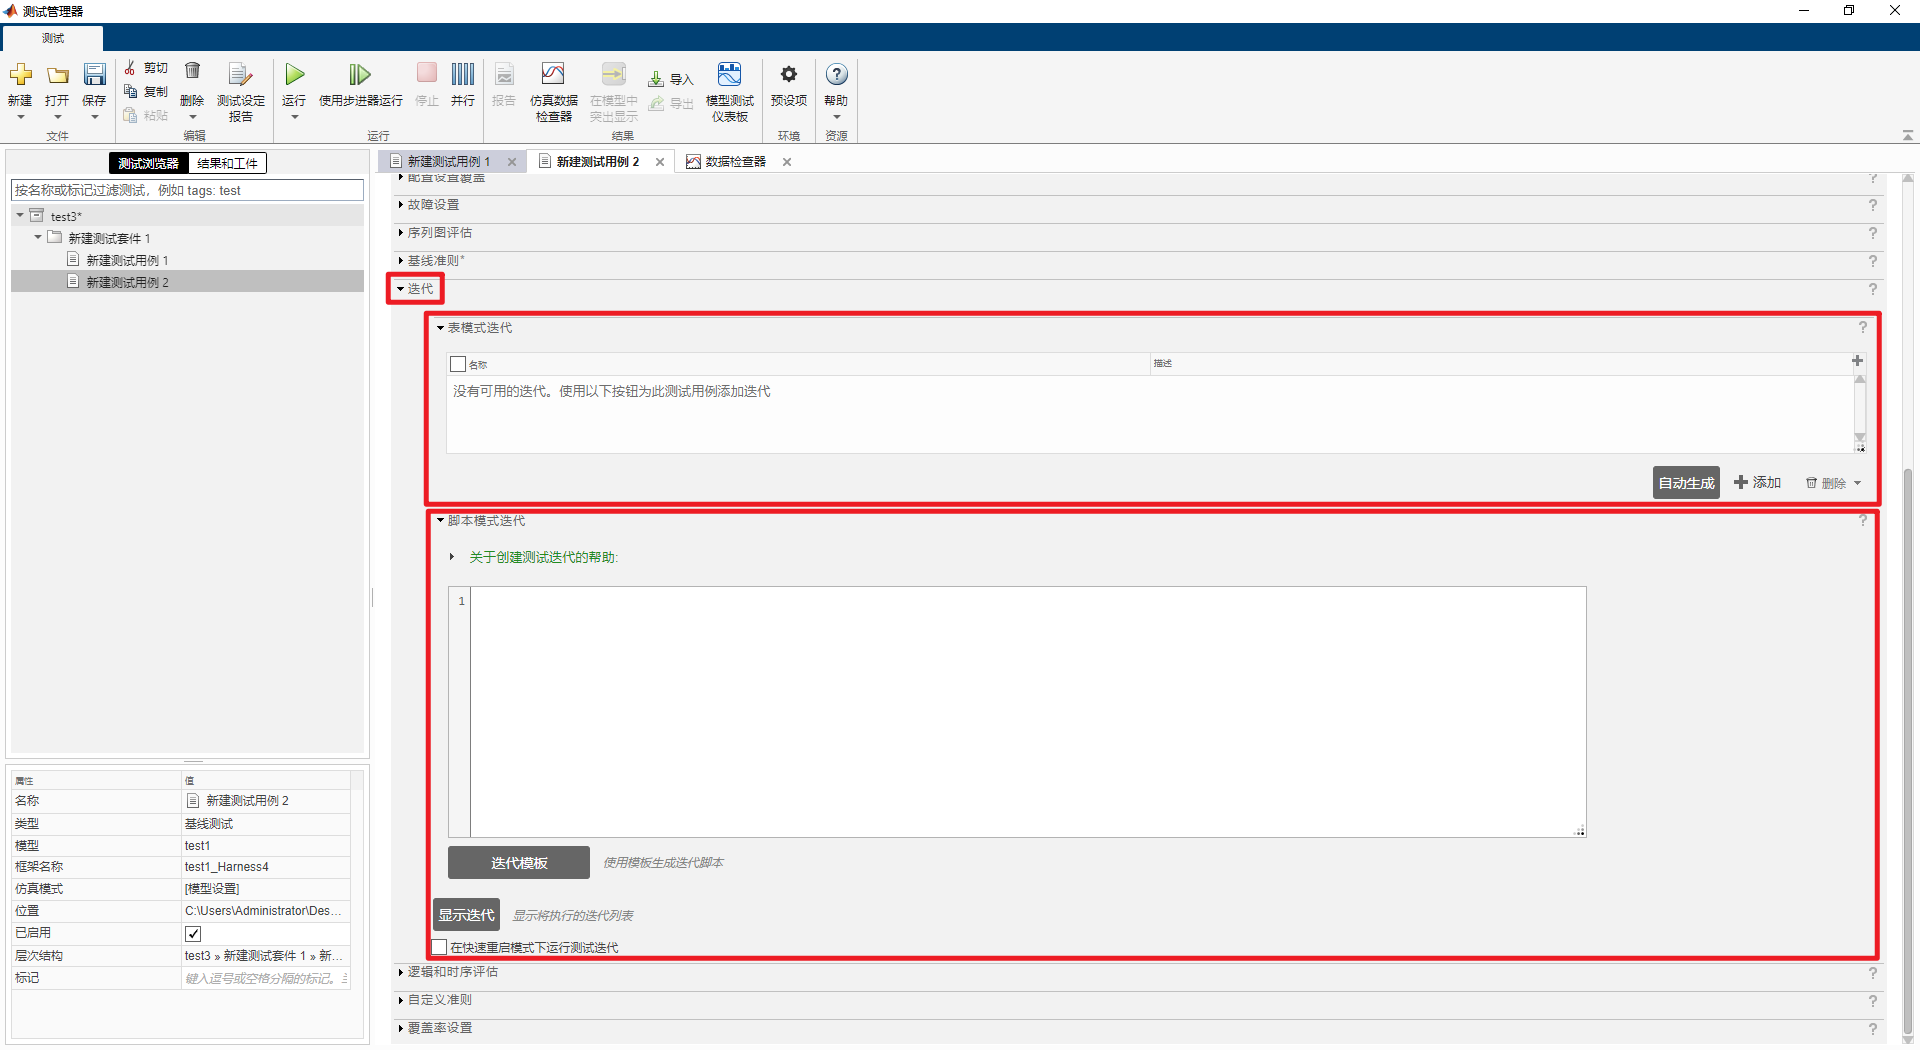 测试管理器
测试
新建
打开
保存
剪切
复制
粘贴
删除
测试设定
报告
运行
使用步进器运行
停止
并行
报告
仿真数据
检查器
在模型中
突出显示
导入
导出
模型测试
仪表板
预设项
帮助
文件
编辑
运行
结果
环境
资源
测试浏览器
结果和工件
按名称或标记过滤测试，例如 tags: test
test3*
新建测试套件 1
新建测试用例 1
新建测试用例 2
属性
值
名称
新建测试用例 2
类型
基线测试
模型
test1
框架名称
test1_Harness4
仿真模式
[模型设置]
位置
C:\Users\Administrator\Des...
已启用
层次结构
test3 » 新建测试套件 1 » 新...
标记
键入逗号或空格分隔的标记。
新建测试用例 1
新建测试用例 2
数据检查器
配置设置覆盖 ?
故障设置 ?
序列图评估 ?
基线准则* ?
迭代 ?
表模式迭代 ?
名称
描述
没有可用的迭代。使用以下按钮为此测试用例添加迭代
自动生成
添加
删除
脚本模式迭代 ?
关于创建测试迭代的帮助:
1
迭代模板
使用模板生成迭代脚本
显示迭代
显示将执行的迭代列表
在快速重启模式下运行测试迭代
逻辑和时序评估 ?
自定义准则 ?
覆盖率设置 ?